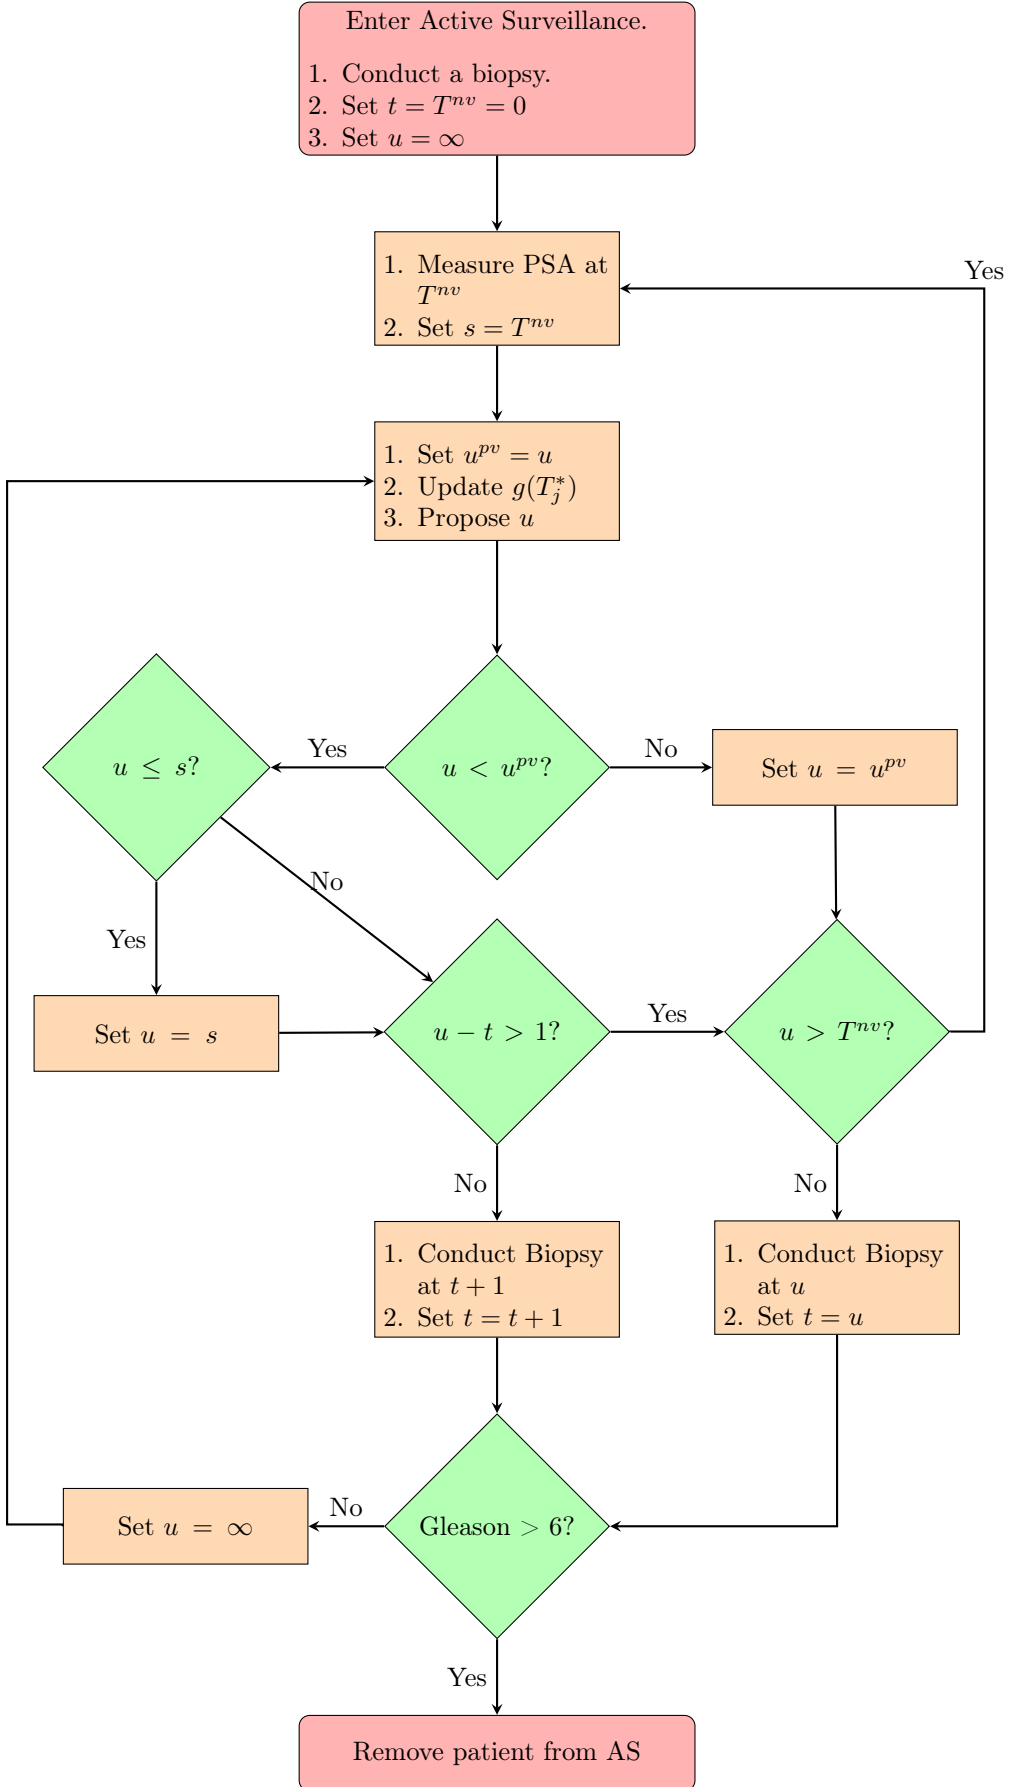 Enter Active Surveillance.
1. Conduct a biopsy.
2. Set t = T^{nv} = 0
3. Set u = ∞
Yes
1. Measure PSA at
T^{nv}
2. Set s = T^{nv}
1. Set u^{pv} = u
2. Update g(T_j^*)
3. Propose u
u ≤ s?
Yes
u < u^{pv}?
No
Set u = u^{pv}
No
Yes
Set u = s
u − t > 1?
Yes
u > T^{nv}?
No
No
1. Conduct Biopsy
at t + 1
2. Set t = t + 1
1. Conduct Biopsy
at u
2. Set t = u
Set u = ∞
No
Gleason > 6?
Yes
Remove patient from AS